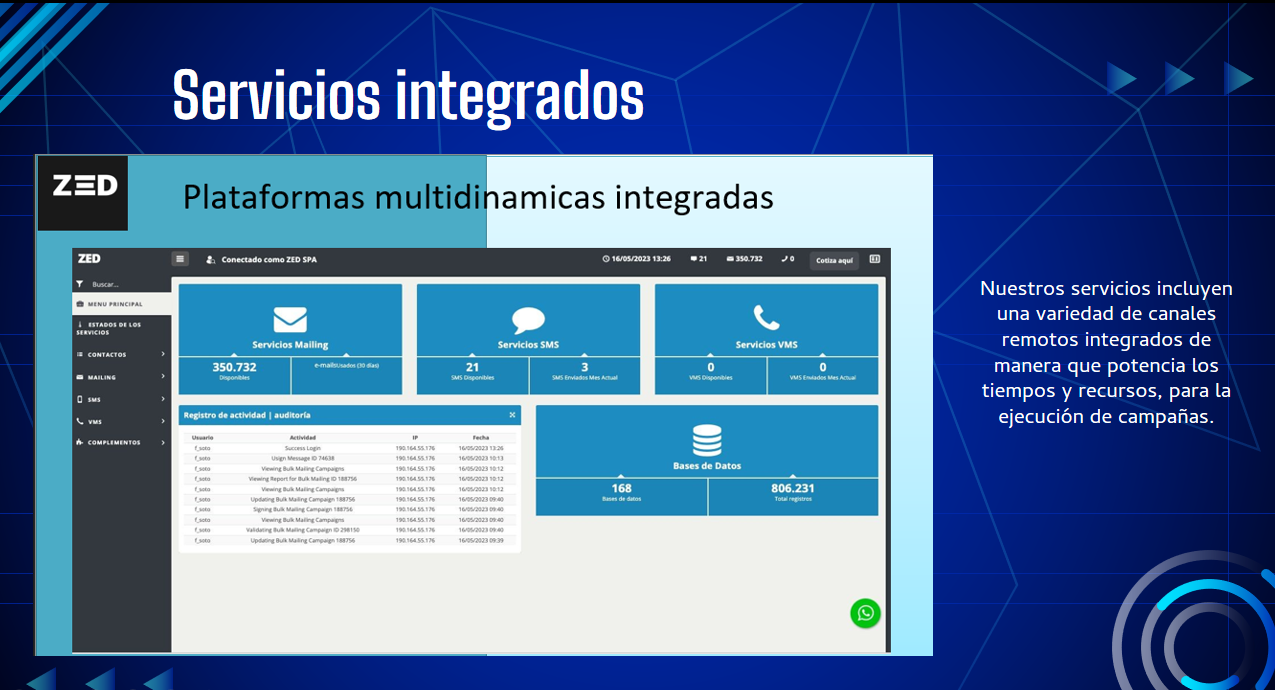 Servicios integrados
ZED
Plataformas multidinamicas integradas
ZED
Conectado como ZED SPA
16/05/2023 13:26
21
350.732
0
Cotiza aquí
Buscar...
MENU PRINCIPAL
ESTADOS DE LOS
SERVICIOS
CONTACTOS
MAILING
SMS
VMS
COMPLEMENTOS
Servicios Mailing
350.732
Disponibles
e-mailsUsados (30 días)
Servicios SMS
21
SMS Disponibles
3
SMS Enviados Mes Actual
Servicios VMS
0
VMS Disponibles
0
VMS Enviados Mes Actual
Registro de actividad | auditoría
Usuario Actividad IP Fecha
f_soto Success Login 190.164.55.176 16/05/2023 13:26
f_soto Usign Message ID 74638 190.164.55.176 16/05/2023 10:13
f_soto Viewing Bulk Mailing Campaigns 190.164.55.176 16/05/2023 10:12
f_soto Viewing Report for Bulk Mailing ID 188756 190.164.55.176 16/05/2023 10:12
f_soto Viewing Bulk Mailing Campaigns 190.164.55.176 16/05/2023 10:12
f_soto Updating Bulk Mailing Campaign 188756 190.164.55.176 16/05/2023 09:40
f_soto Signing Bulk Mailing Campaign 188756 190.164.55.176 16/05/2023 09:40
f_soto Viewing Bulk Mailing Campaigns 190.164.55.176 16/05/2023 09:40
f_soto Validating Bulk Mailing Campaign ID 298150 190.164.55.176 16/05/2023 09:40
f_soto Updating Bulk Mailing Campaign 188756 190.164.55.176 16/05/2023 09:39
Bases de Datos
168
Bases de datos
806.231
Total registros
Nuestros servicios incluyen
una variedad de canales
remotos integrados de
manera que potencia los
tiempos y recursos, para la
ejecución de campañas.